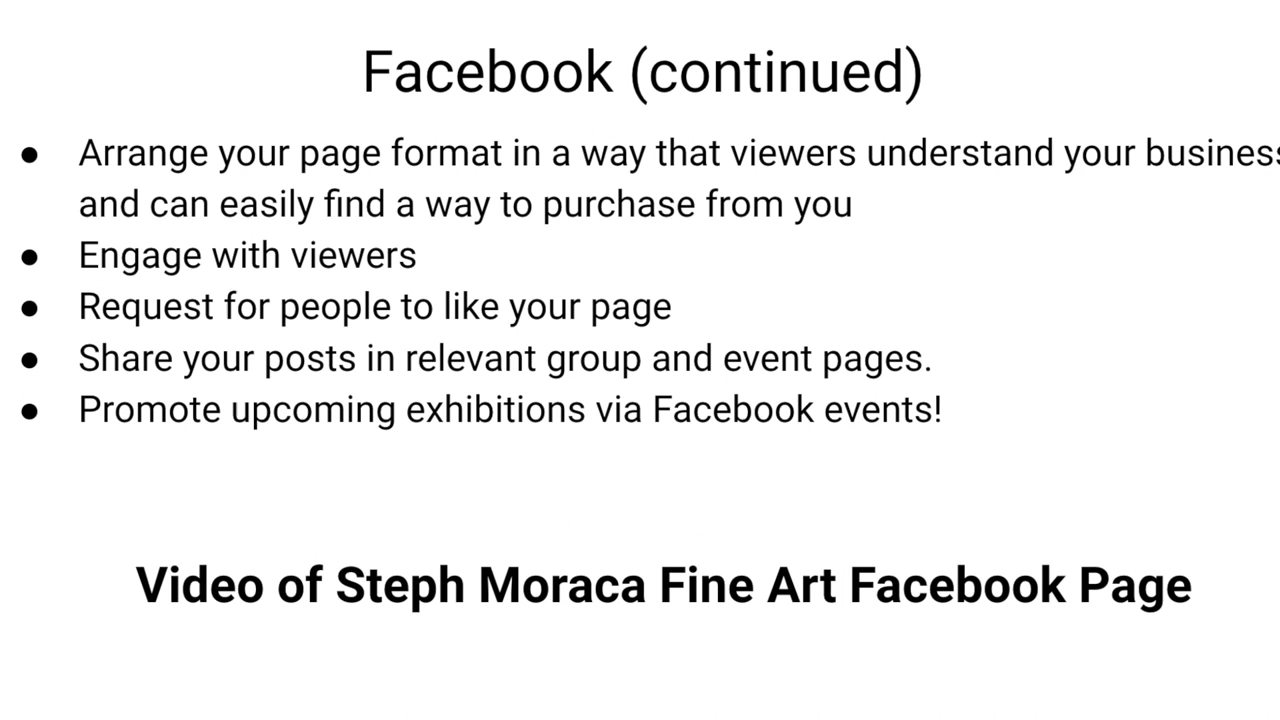 Facebook (continued)
● Arrange your page format in a way that viewers understand your business
and can easily find a way to purchase from you
● Engage with viewers
● Request for people to like your page
● Share your posts in relevant group and event pages.
● Promote upcoming exhibitions via Facebook events!
Video of Steph Moraca Fine Art Facebook Page